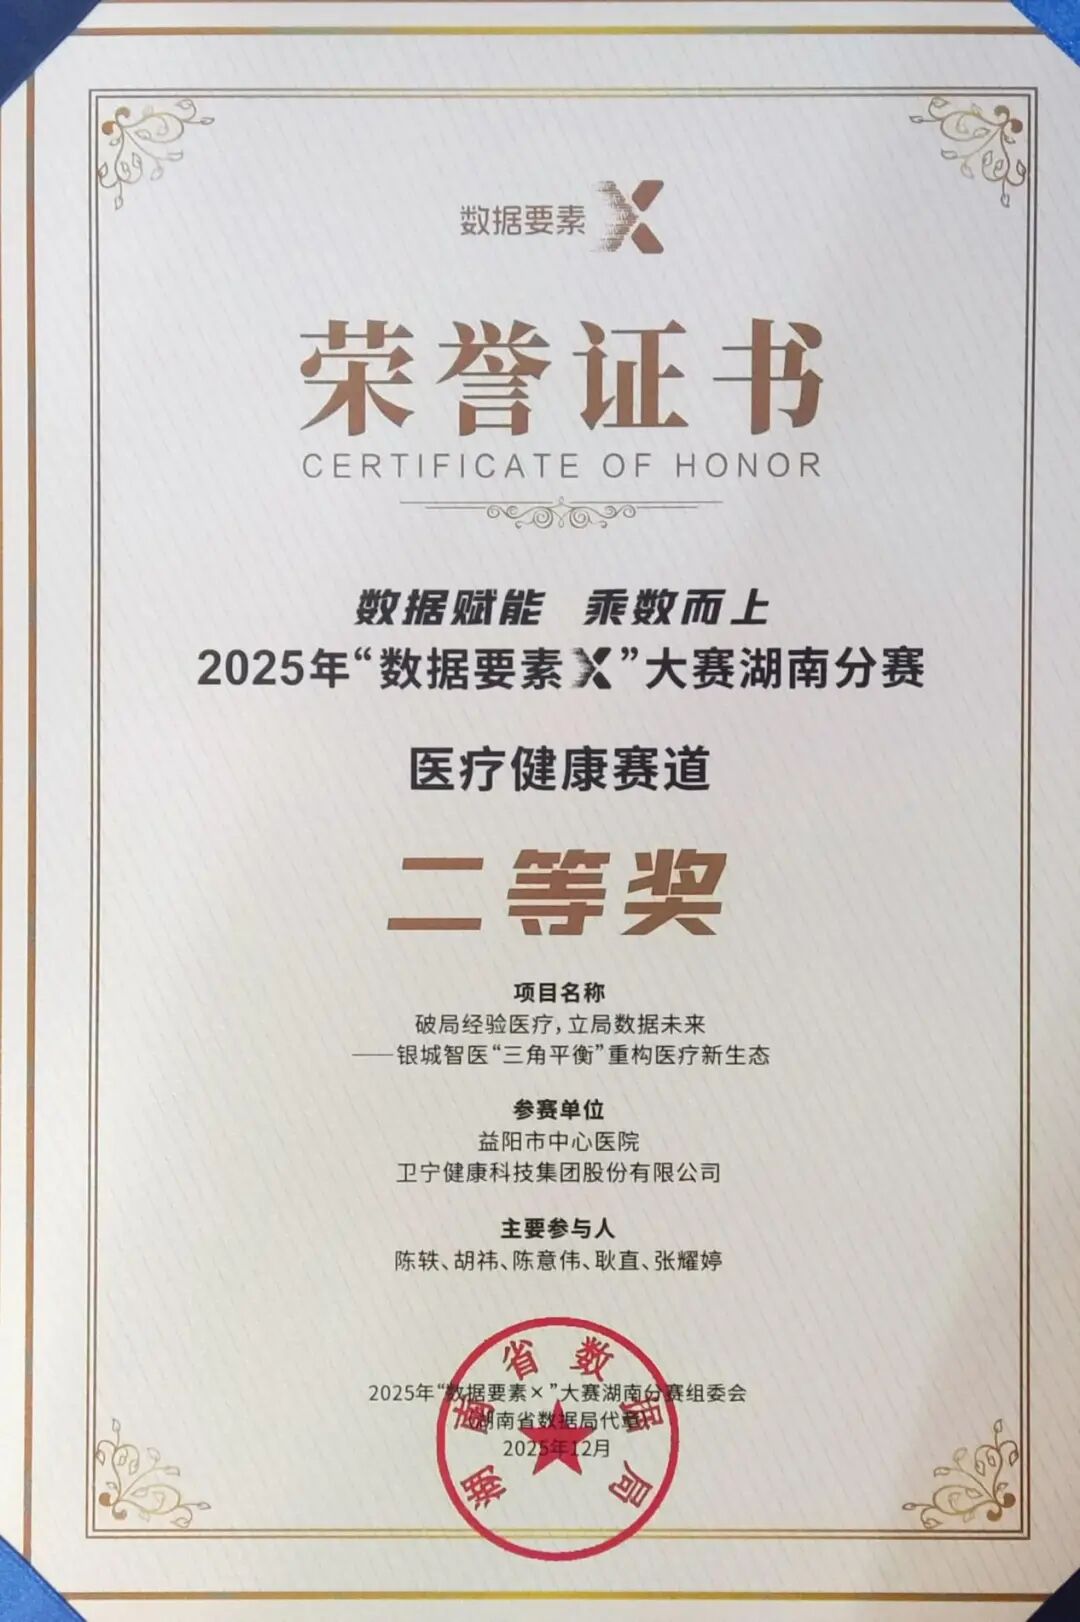 数据要素X
荣誉证书
CERTIFICATE OF HONOR
数据赋能 乘数而上
2025年“数据要素X”大赛湖南分赛
医疗健康赛道
二等奖
项目名称
破局经验医疗,立局数据未来
——银城智医“三角平衡”重构医疗新生态
参赛单位
益阳市中心医院
卫宁健康科技集团股份有限公司
主要参与人
陈轶、胡祎、陈意伟、耿直、张耀婷
2025年“数据要素×”大赛湖南分赛组委会
(湖南省数据局代章)
2025年12月
湖南省数据局